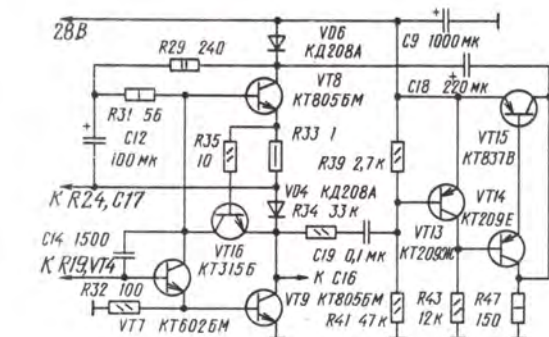 28В
VD6
КД208А
C9 1000мк
R29 240
VT8
КТ805БМ
C18 220мк
R31 56
C12
100мк
R35
10
R33 1
R39 2,7к
VT15
КТ837В
К R24, C17
VD4 КД208А
R34 33к
VT14
КТ209Е
C14 1500
VT16
КТ315Б
C19 0,1мк
VT13
КТ209Ж
К R19, VT4
К C16
R32 100
VT7 КТ602БМ
VT9 КТ805БМ
R41 47к
R43
12к
R47
150